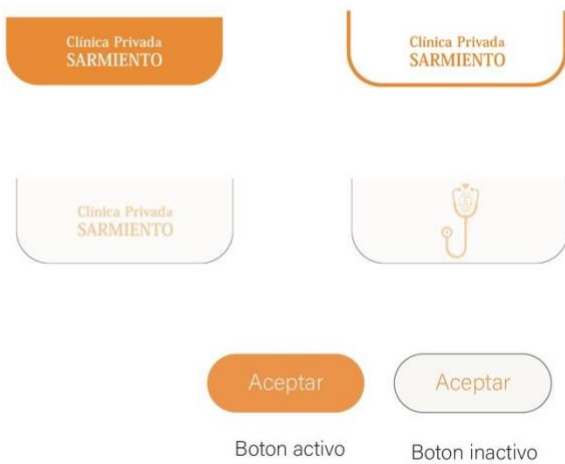 Clínica Privada
SARMIENTO
Clínica Privada
SARMIENTO
Clínica Privada
SARMIENTO
Aceptar
Aceptar
Boton activo
Boton inactivo